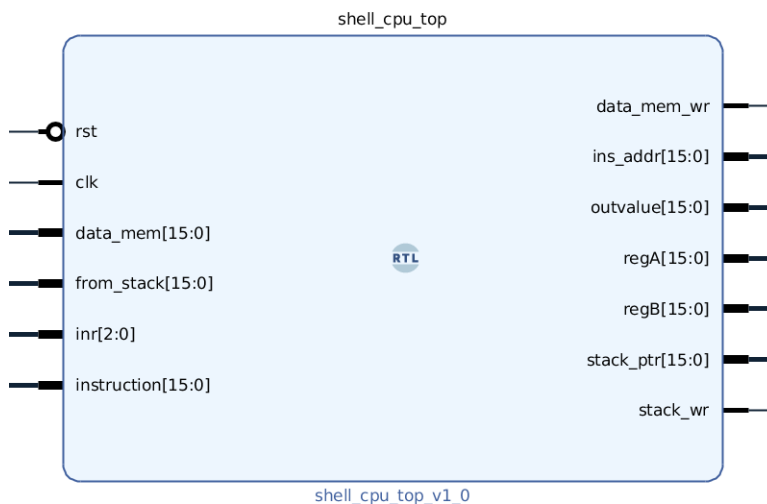 shell_cpu_top
rst
clk
data_mem[15:0]
from_stack[15:0]
inr[2:0]
instruction[15:0]
RTL
data_mem_wr
ins_addr[15:0]
outvalue[15:0]
regA[15:0]
regB[15:0]
stack_ptr[15:0]
stack_wr
shell_cpu_top_v1_0